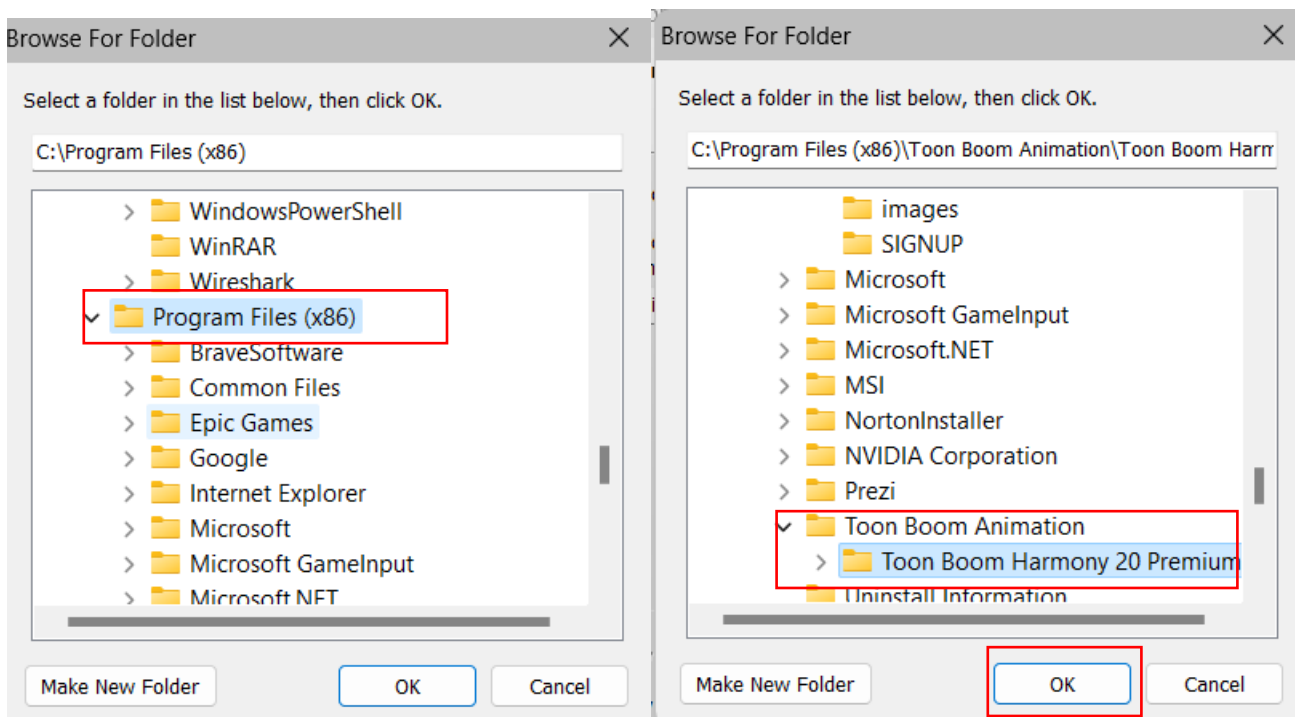 Browse For Folder
Select a folder in the list below, then click OK.
C:\Program Files (x86)
WindowsPowerShell
WinRAR
Wireshark
Program Files (x86)
BraveSoftware
Common Files
Epic Games
Google
Internet Explorer
Microsoft
Microsoft GameInput
Microsoft.NET
Make New Folder
OK
Cancel
Browse For Folder
Select a folder in the list below, then click OK.
C:\Program Files (x86)\Toon Boom Animation\Toon Boom Harm
images
SIGNUP
Microsoft
Microsoft GameInput
Microsoft.NET
MSI
NortonInstaller
NVIDIA Corporation
Prezi
Toon Boom Animation
Toon Boom Harmony 20 Premium
Uninstall Information
Make New Folder
OK
Cancel